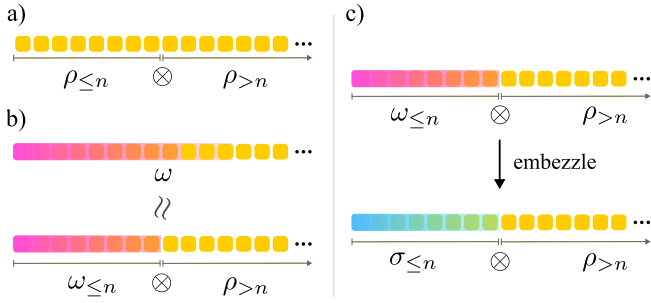 a)
...
ρ≤n ⊗ ρ>n
b)
...
ω
≈
...
ω≤n ⊗ ρ>n
c)
...
ω≤n ⊗ ρ>n
embezzle
...
σ≤n ⊗ ρ>n